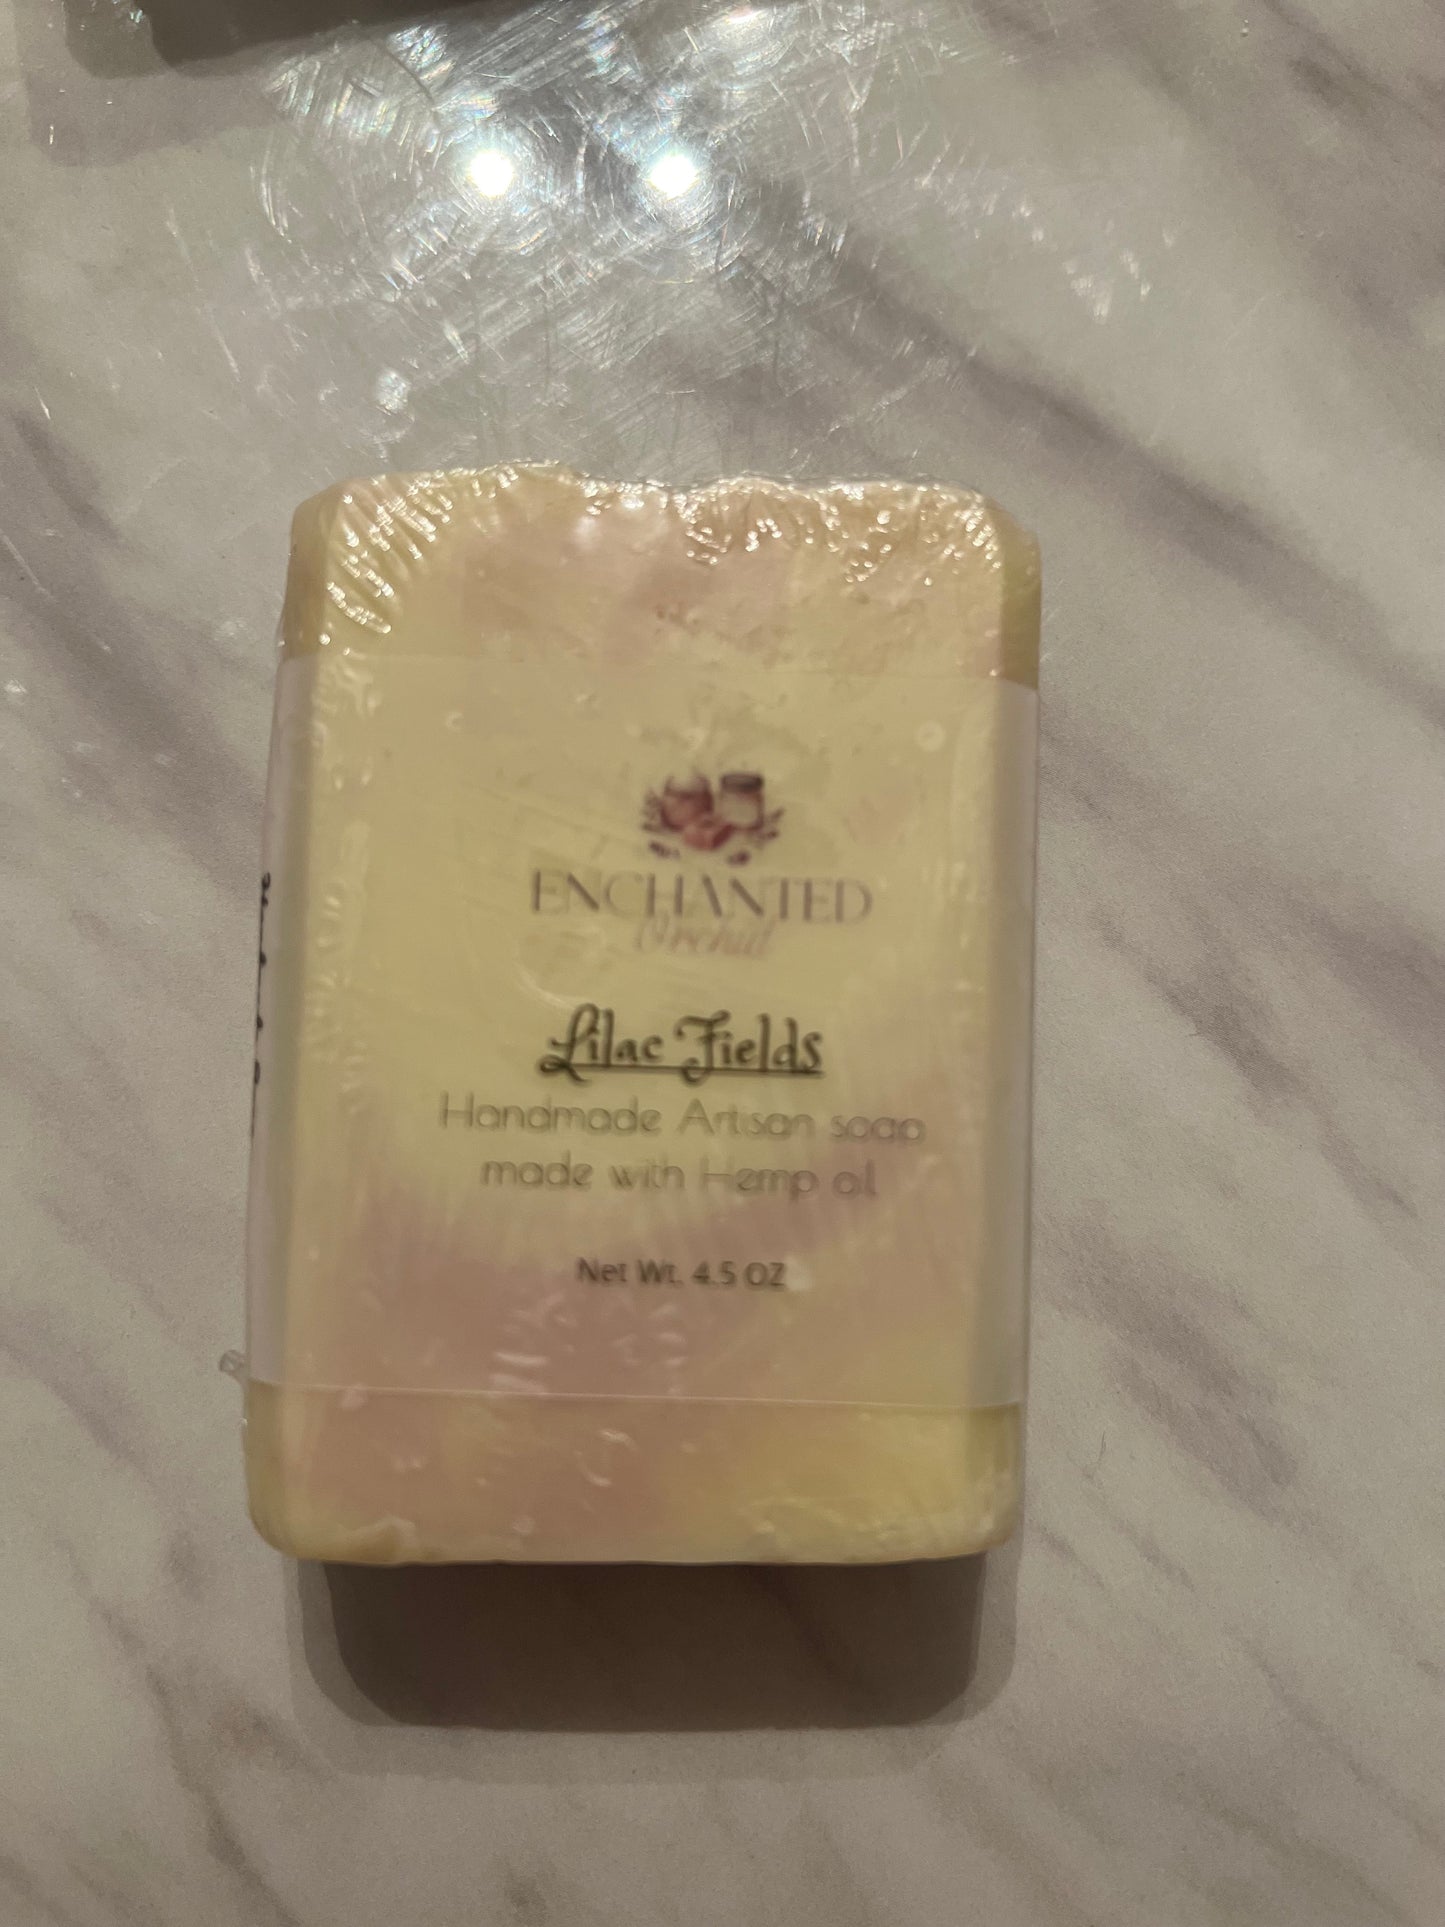 ENCHANTED
Orchid
Lilac Fields
Handmade Artisan soap
made with Hemp oil
Net Wt. 4.5 OZ